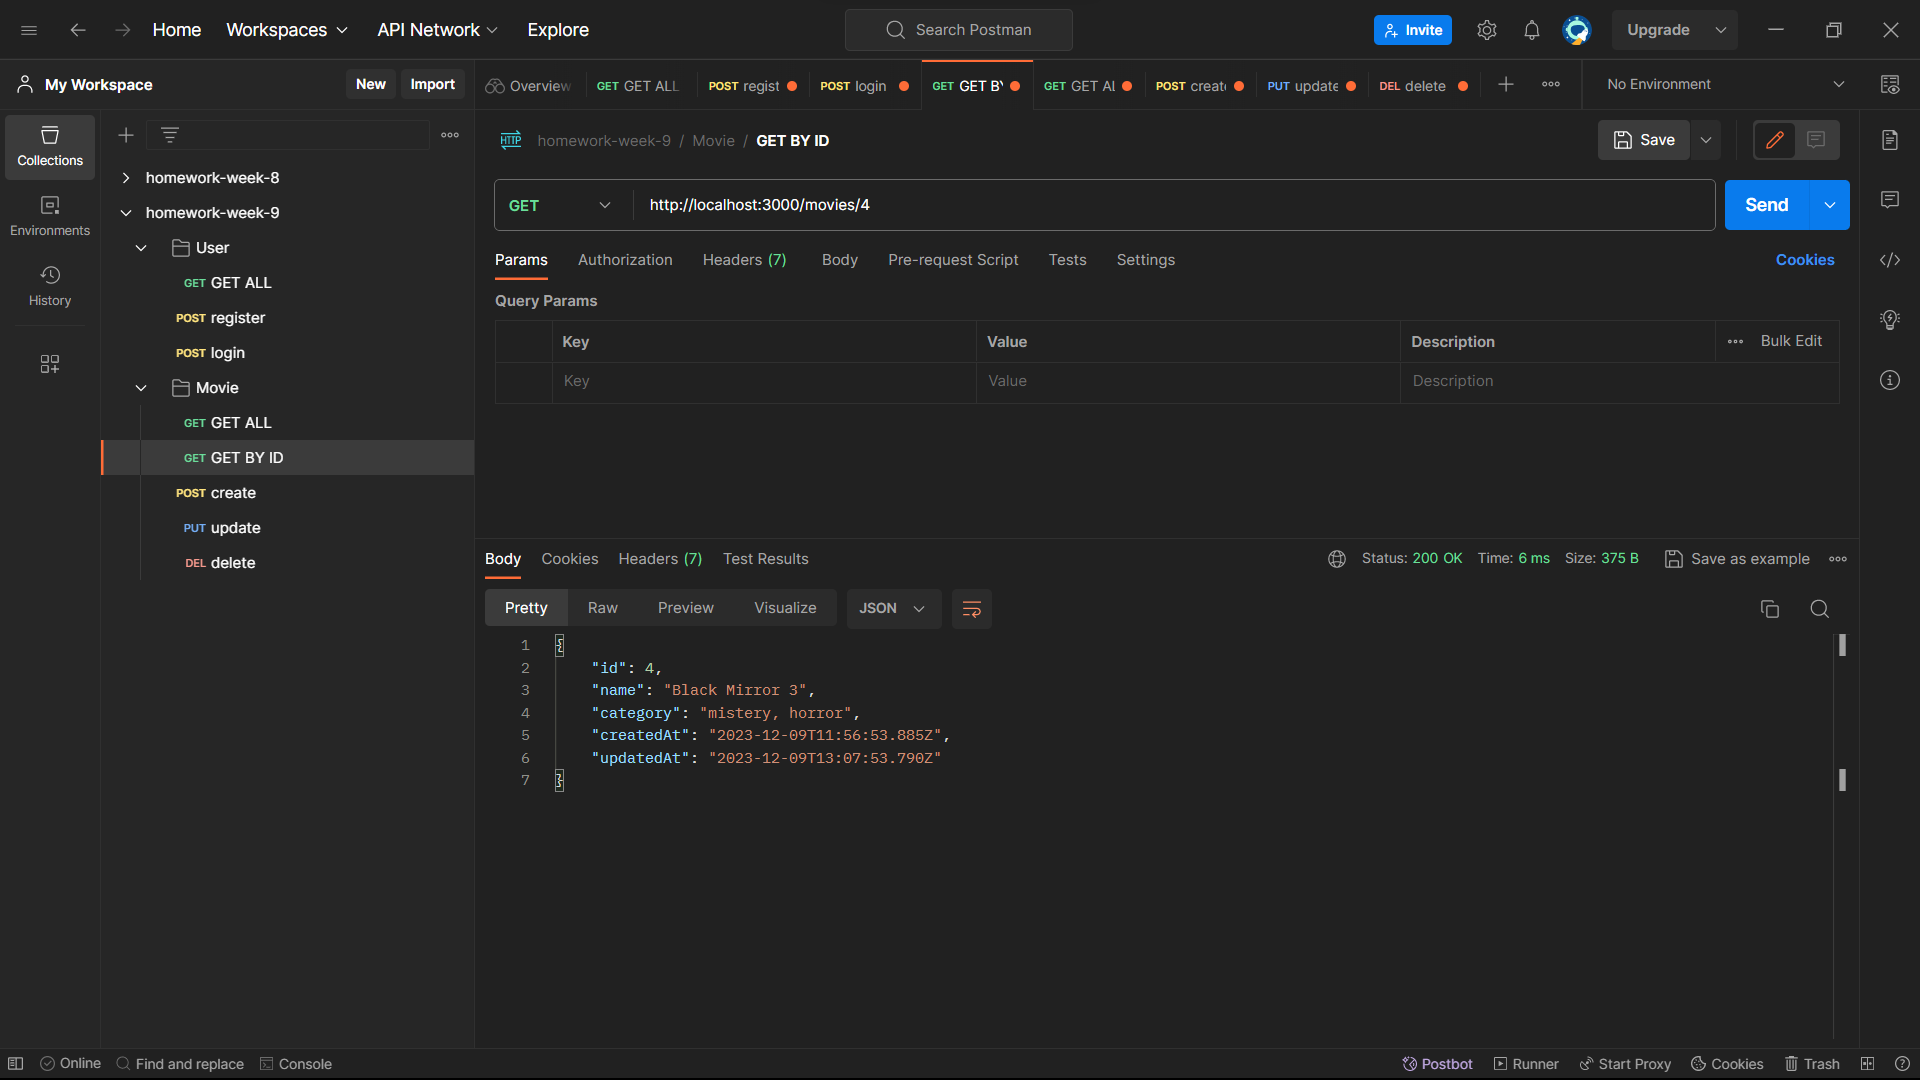 Home Workspaces API Network Explore Search Postman Invite Upgrade
My Workspace New Import Overview GET GET ALL POST regist POST login GET GET BY GET GET AL POST creat PUT update DEL delete No Environment
Collections
Environments
History
homework-week-8
homework-week-9
User
GET GET ALL
POST register
POST login
Movie
GET GET ALL
GET GET BY ID
POST create
PUT update
DEL delete
HTTP homework-week-9 / Movie / GET BY ID Save
GET http://localhost:3000/movies/4 Send
Params Authorization Headers (7) Body Pre-request Script Tests Settings Cookies
Query Params
Key Value Description Bulk Edit
Key Value Description
Body Cookies Headers (7) Test Results Status: 200 OK Time: 6 ms Size: 375 B Save as example
Pretty Raw Preview Visualize JSON
1 {
2 "id": 4,
3 "name": "Black Mirror 3",
4 "category": "mistery, horror",
5 "createdAt": "2023-12-09T11:56:53.885Z",
6 "updatedAt": "2023-12-09T13:07:53.790Z"
7 }
Online Find and replace Console Postbot Runner Start Proxy Cookies Trash